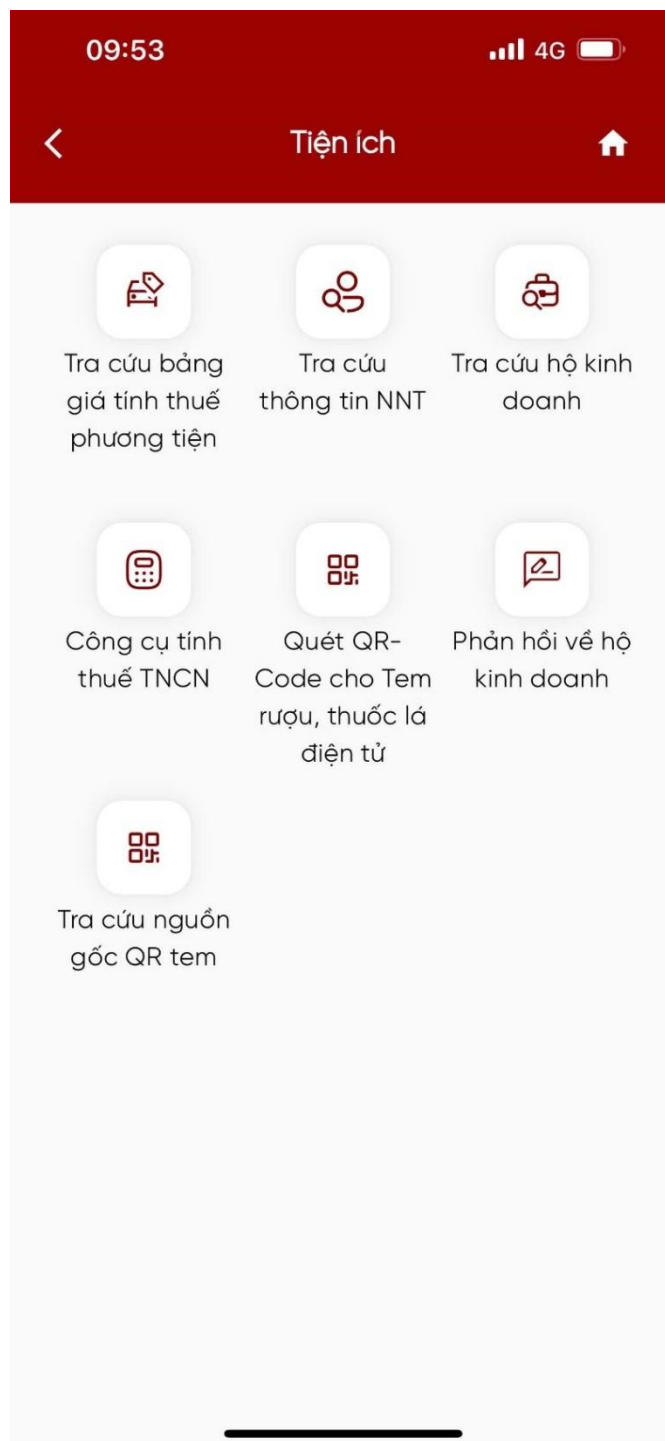 09:53
4G
Tiện ích
Tra cứu bảng
giá tính thuế
phương tiện
Tra cứu
thông tin NNT
Tra cứu hộ kinh
doanh
Công cụ tính
thuế TNCN
Quét QR-
Code cho Tem
rượu, thuốc lá
điện tử
Phản hồi về hộ
kinh doanh
Tra cứu nguồn
gốc QR tem